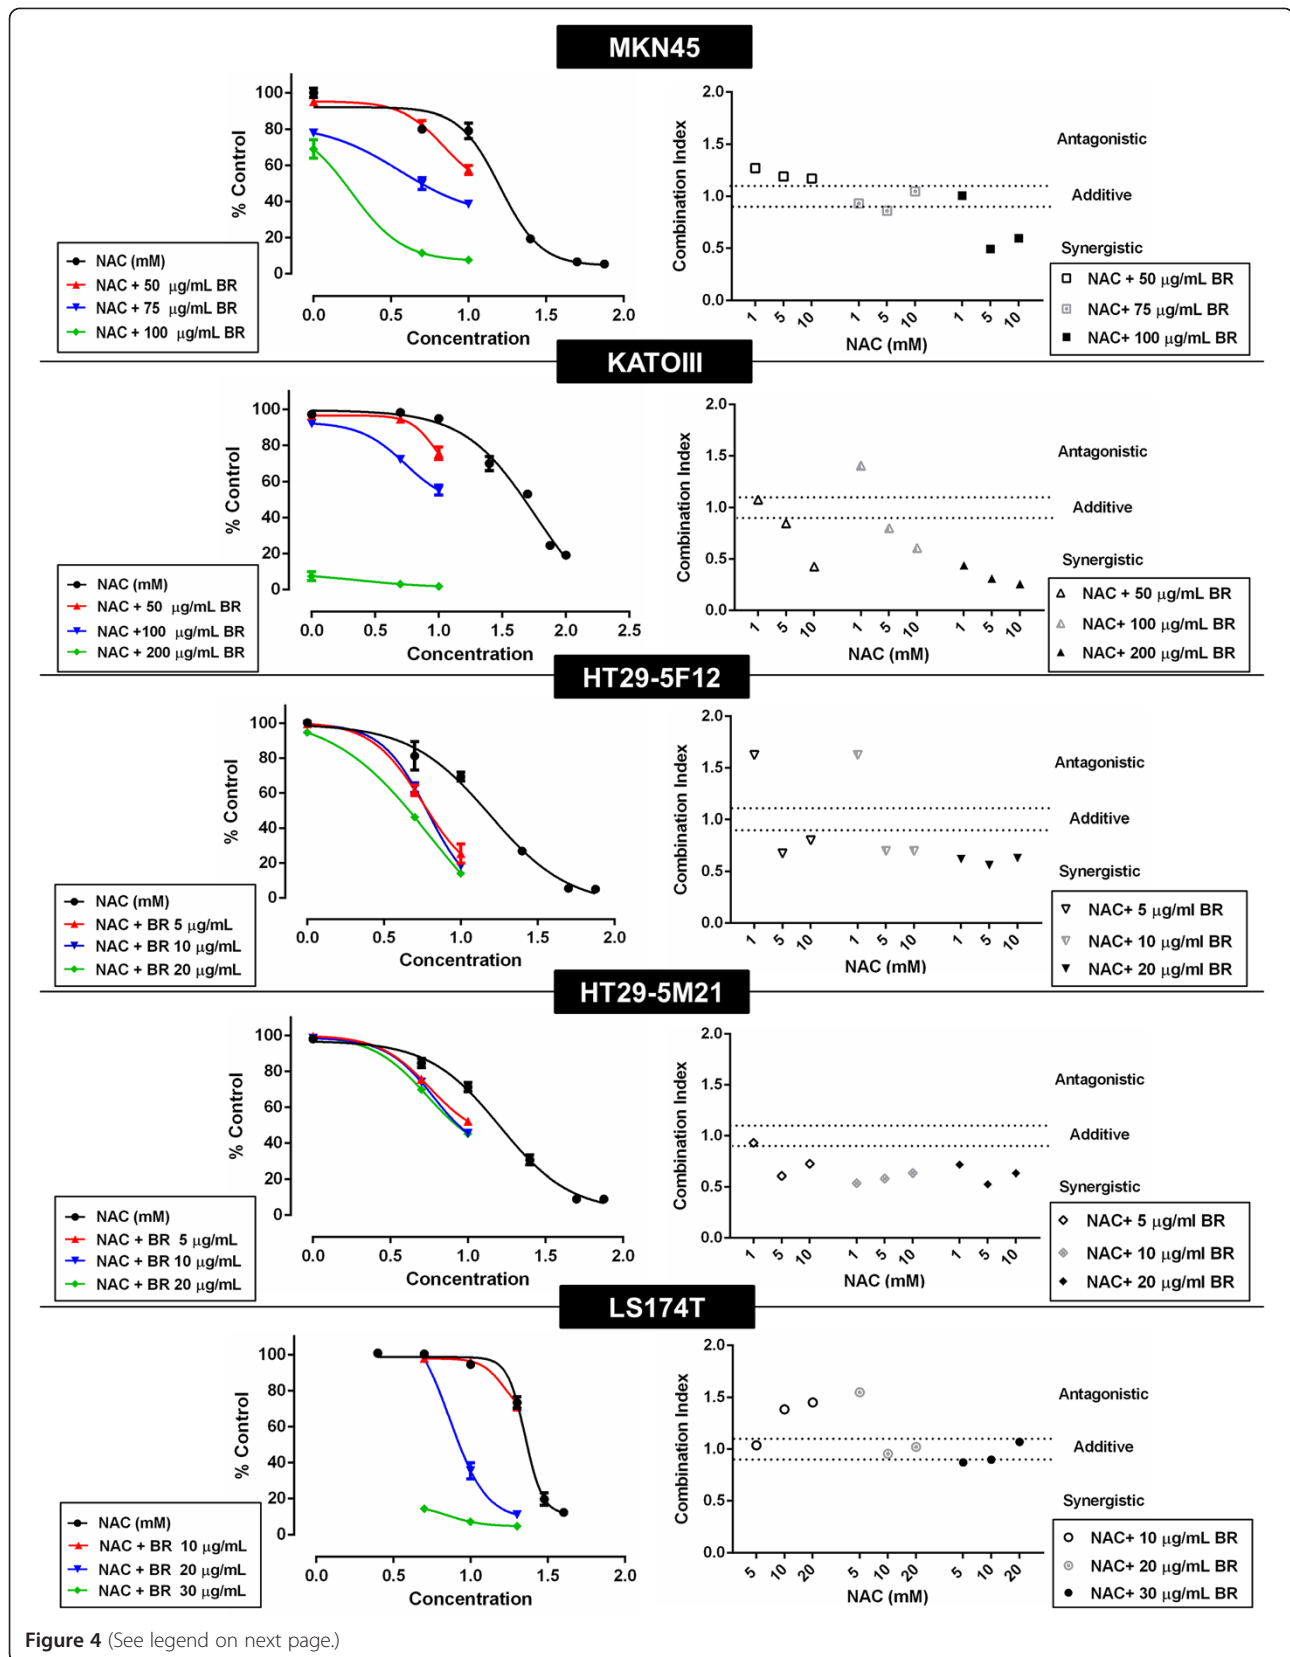 MKN45
100
80
60
40
20
0
% Control
0.0 0.5 1.0 1.5 2.0
Concentration
NAC (mM)
NAC + 50 μg/mL BR
NAC + 75 μg/mL BR
NAC + 100 μg/mL BR
2.0
1.5
1.0
0.5
0.0
Combination Index
1 5 10 1 5 10 1 5 10
NAC (mM)
Antagonistic
Additive
Synergistic
NAC + 50 μg/mL BR
NAC+ 75 μg/mL BR
NAC+ 100 μg/mL BR
KATOIII
100
80
60
40
20
0
% Control
0.0 0.5 1.0 1.5 2.0 2.5
Concentration
NAC (mM)
NAC + 50 μg/mL BR
NAC +100 μg/mL BR
NAC + 200 μg/mL BR
2.0
1.5
1.0
0.5
0.0
Combination Index
1 5 10 1 5 10 1 5 10
NAC (mM)
Antagonistic
Additive
Synergistic
NAC + 50 μg/mL BR
NAC+ 100 μg/mL BR
NAC+ 200 μg/mL BR
HT29-5F12
100
80
60
40
20
0
% Control
0.0 0.5 1.0 1.5 2.0
Concentration
NAC (mM)
NAC + BR 5 μg/mL
NAC + BR 10 μg/mL
NAC + BR 20 μg/mL
2.0
1.5
1.0
0.5
0.0
Combination Index
1 5 10 1 5 10 1 5 10
NAC (mM)
Antagonistic
Additive
Synergistic
NAC+ 5 μg/ml BR
NAC+ 10 μg/ml BR
NAC+ 20 μg/ml BR
HT29-5M21
100
80
60
40
20
0
% Control
0.0 0.5 1.0 1.5 2.0
Concentration
NAC (mM)
NAC + BR 5 μg/mL
NAC + BR 10 μg/mL
NAC + BR 20 μg/mL
2.0
1.5
1.0
0.5
0.0
Combination Index
1 5 10 1 5 10 1 5 10
NAC (mM)
Antagonistic
Additive
Synergistic
NAC+ 5 μg/ml BR
NAC+ 10 μg/ml BR
NAC+ 20 μg/ml BR
LS174T
100
80
60
40
20
0
% Control
0.0 0.5 1.0 1.5 2.0
Concentration
NAC (mM)
NAC + BR 10 μg/mL
NAC + BR 20 μg/mL
NAC + BR 30 μg/mL
2.0
1.5
1.0
0.5
0.0
Combination Index
5 10 20 5 10 20 5 10 20
NAC (mM)
Antagonistic
Additive
Synergistic
NAC+ 10 μg/mL BR
NAC+ 20 μg/mL BR
NAC+ 30 μg/mL BR
Figure 4 (See legend on next page.)